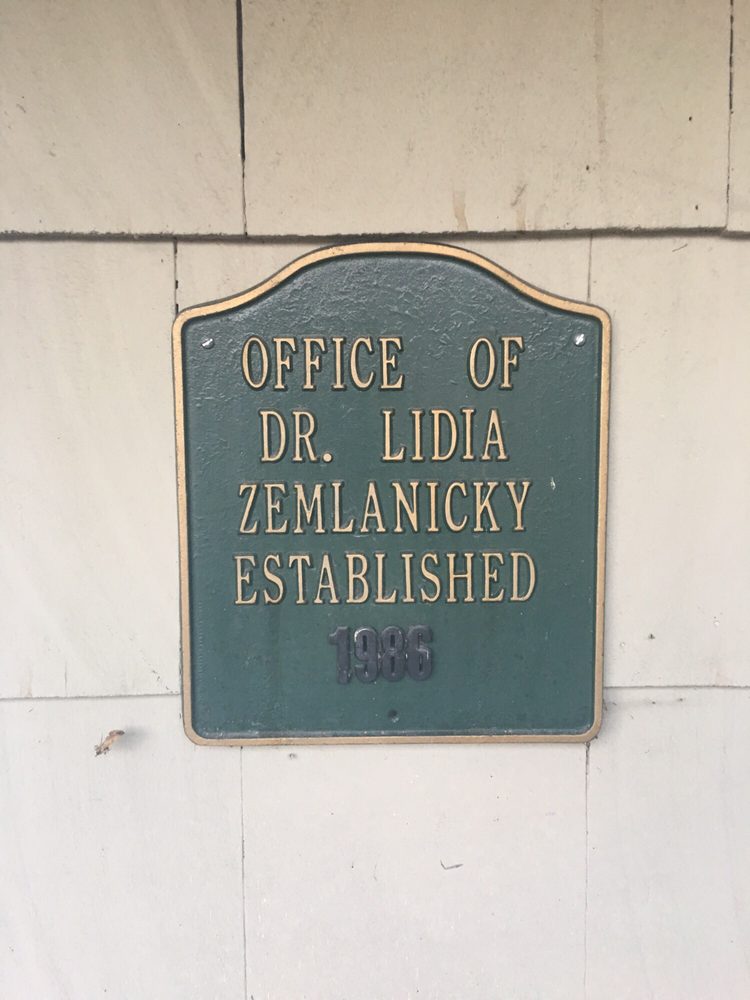 OFFICE OF
DR. LIDIA
ZEMLANICKY
ESTABLISHED
1986